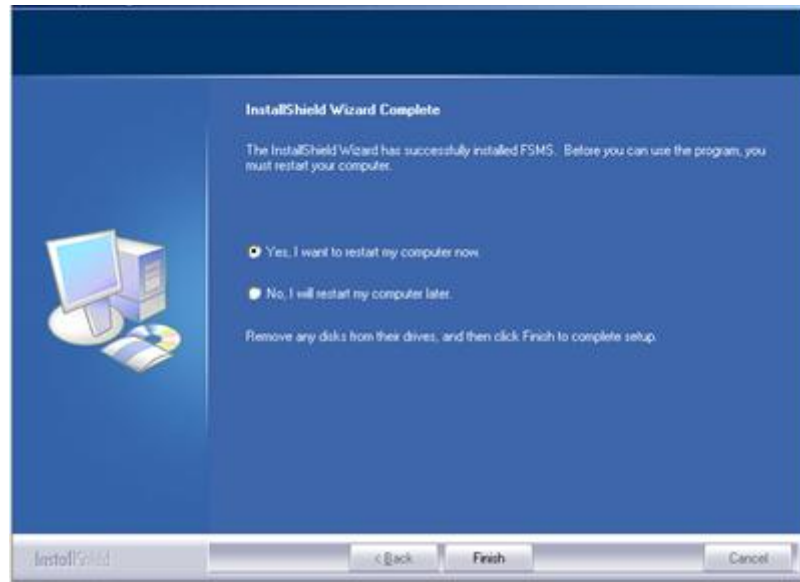 InstallShield Wizard Complete
The InstallShield Wizard has successfully installed FSMS. Before you can use the program, you
must restart your computer.
Yes, I want to restart my computer now.
No, I will restart my computer later.
Remove any disks from their drives, and then click Finish to complete setup.
InstallShield
< Back Finish Cancel